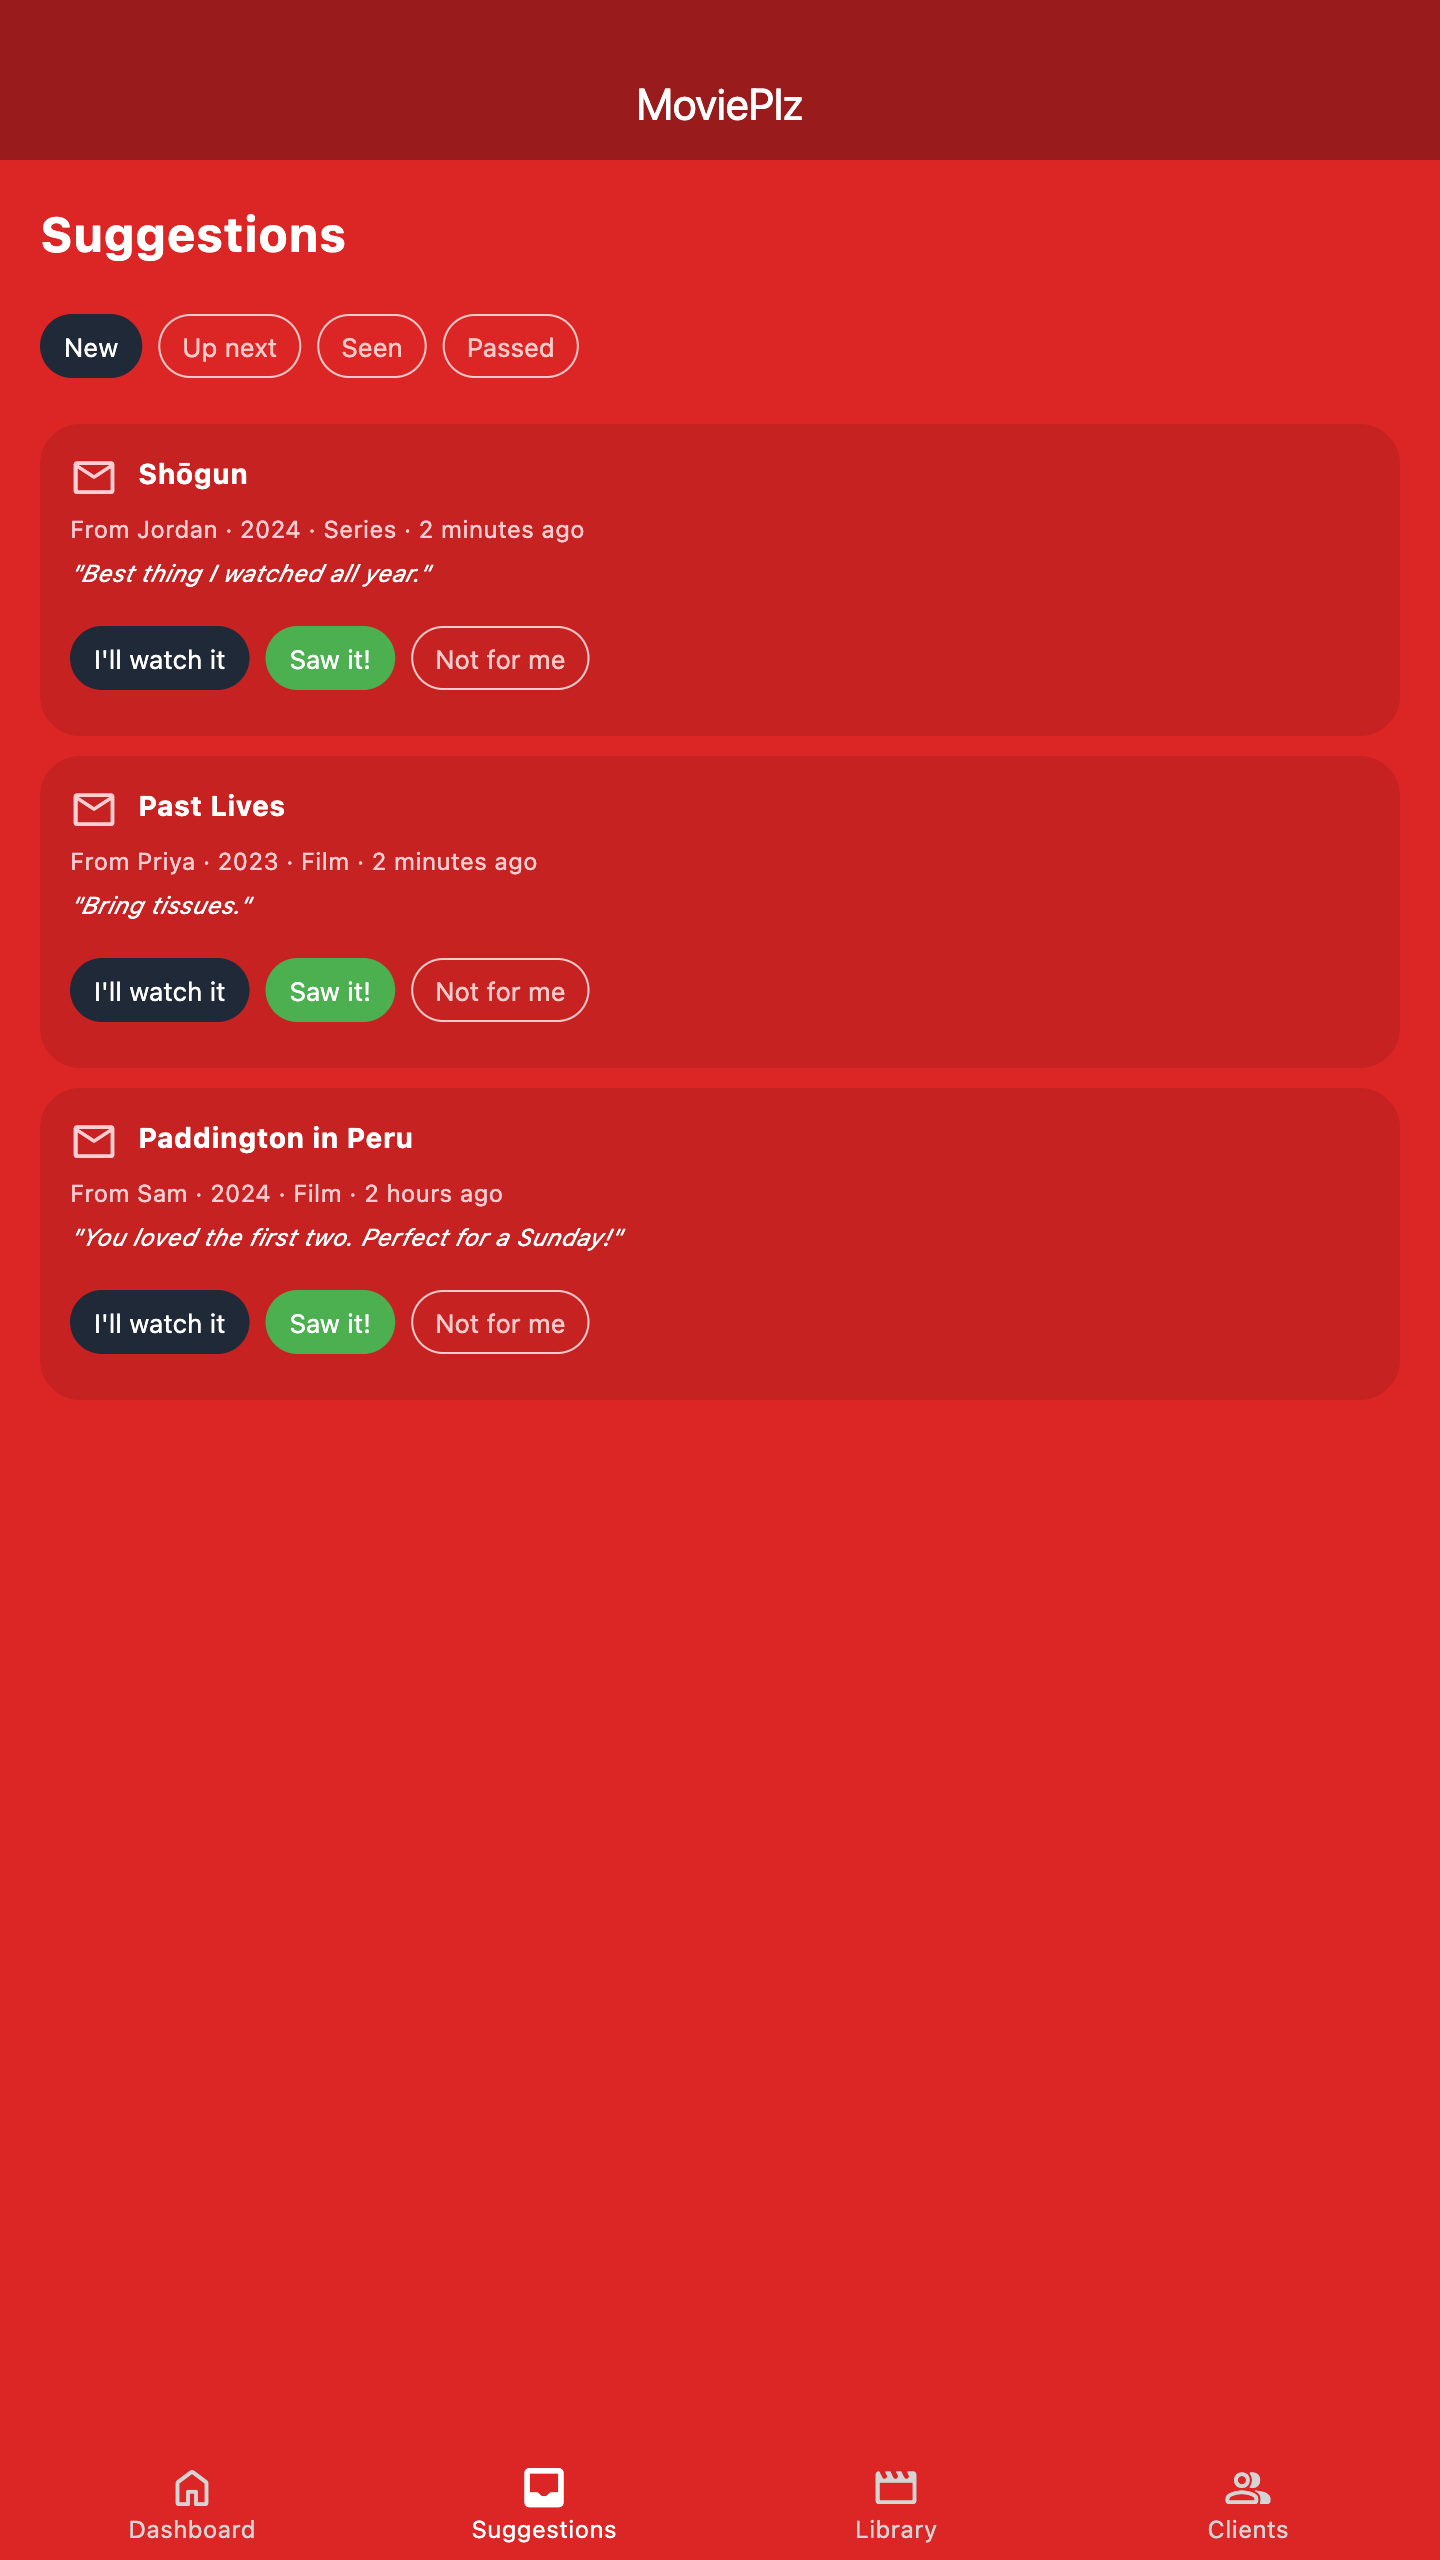 MoviePlz
Suggestions
New
Up next
Seen
Passed
Shōgun
From Jordan · 2024 · Series · 2 minutes ago
"Best thing I watched all year."
I'll watch it
Saw it!
Not for me
Past Lives
From Priya · 2023 · Film · 2 minutes ago
"Bring tissues."
I'll watch it
Saw it!
Not for me
Paddington in Peru
From Sam · 2024 · Film · 2 hours ago
"You loved the first two. Perfect for a Sunday!"
I'll watch it
Saw it!
Not for me
Dashboard
Suggestions
Library
Clients